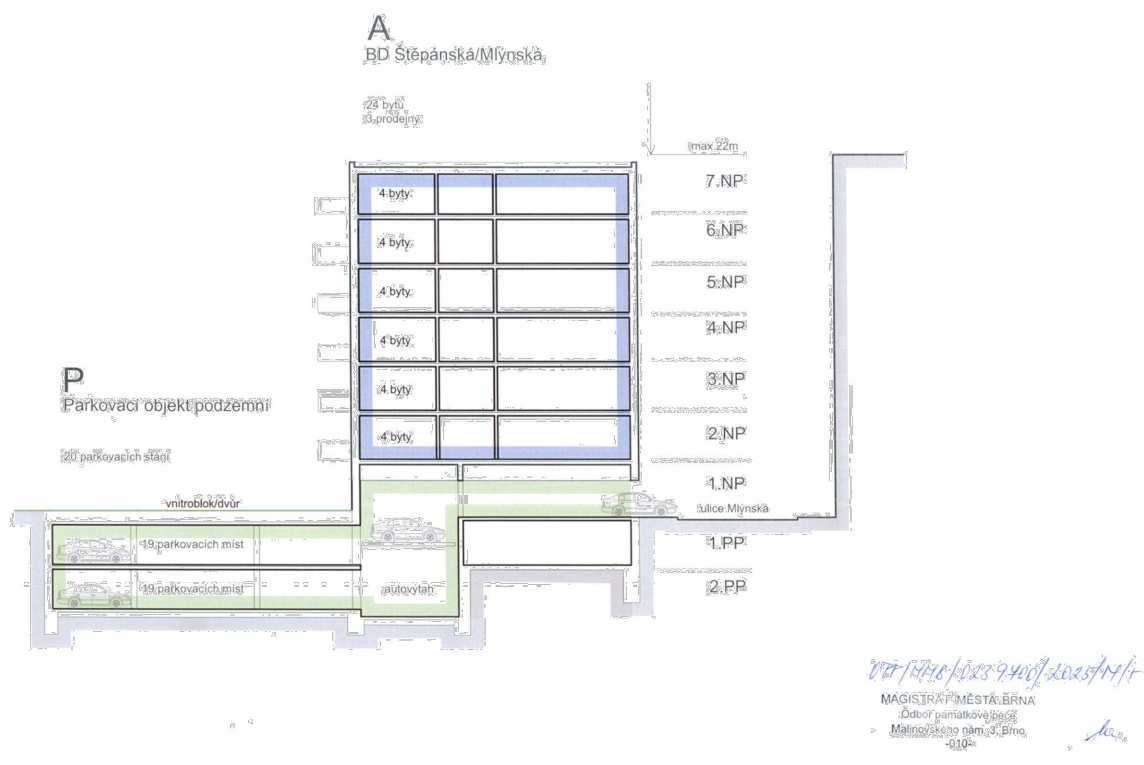 A
BD Štěpánská/Mlýnská
24 bytů
3 prodejny
max.22m
7.NP
4 byty
6.NP
4 byty
5.NP
4 byty
4.NP
4 byty
3.NP
4 byty
2.NP
4 byty
P
Parkovací objekt podzemní
20 parkovacích stání
1.NP
vnitroblok/dvůr
ulice Mlýnská
19 parkovacích míst
1.PP
19 parkovacích míst
autovýtah
2.PP
MAGISTRÁT MĚSTA BRNA
Odbor památkové péče
Malinovského nám. 3, Brno
-010-